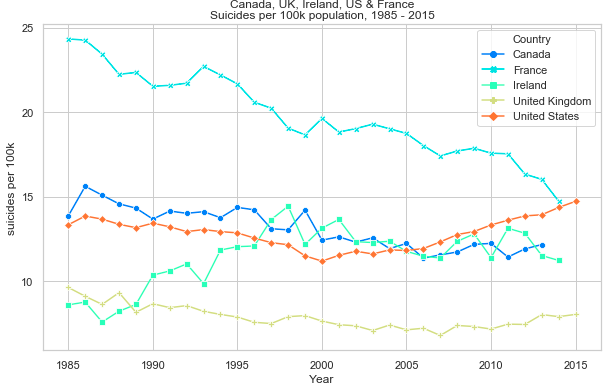 Canada, UK, Ireland, US & France
Suicides per 100k population, 1985 - 2015
Country
Canada
France
Ireland
United Kingdom
United States
suicides per 100k
25
20
15
10
1985
1990
1995
2000
2005
2010
2015
Year